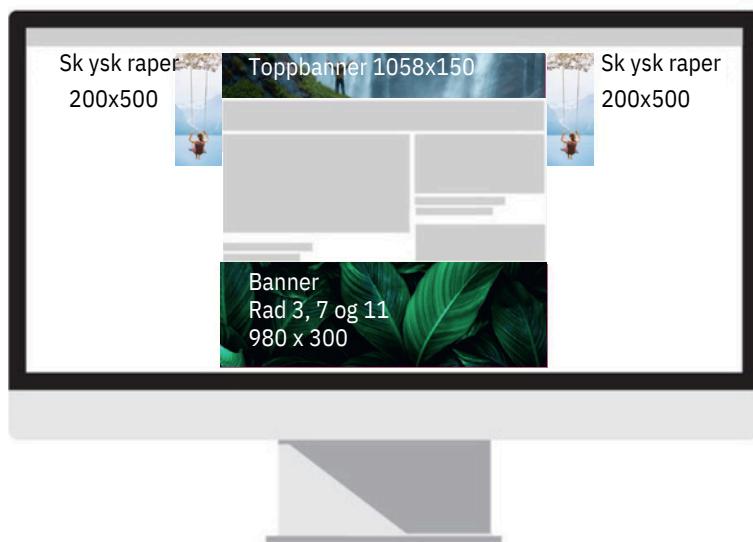 Sk ysk raper
200x500
Toppbanner 1058x150
Sk ysk raper
200x500
Banner
Rad 3, 7 og 11
980 x 300